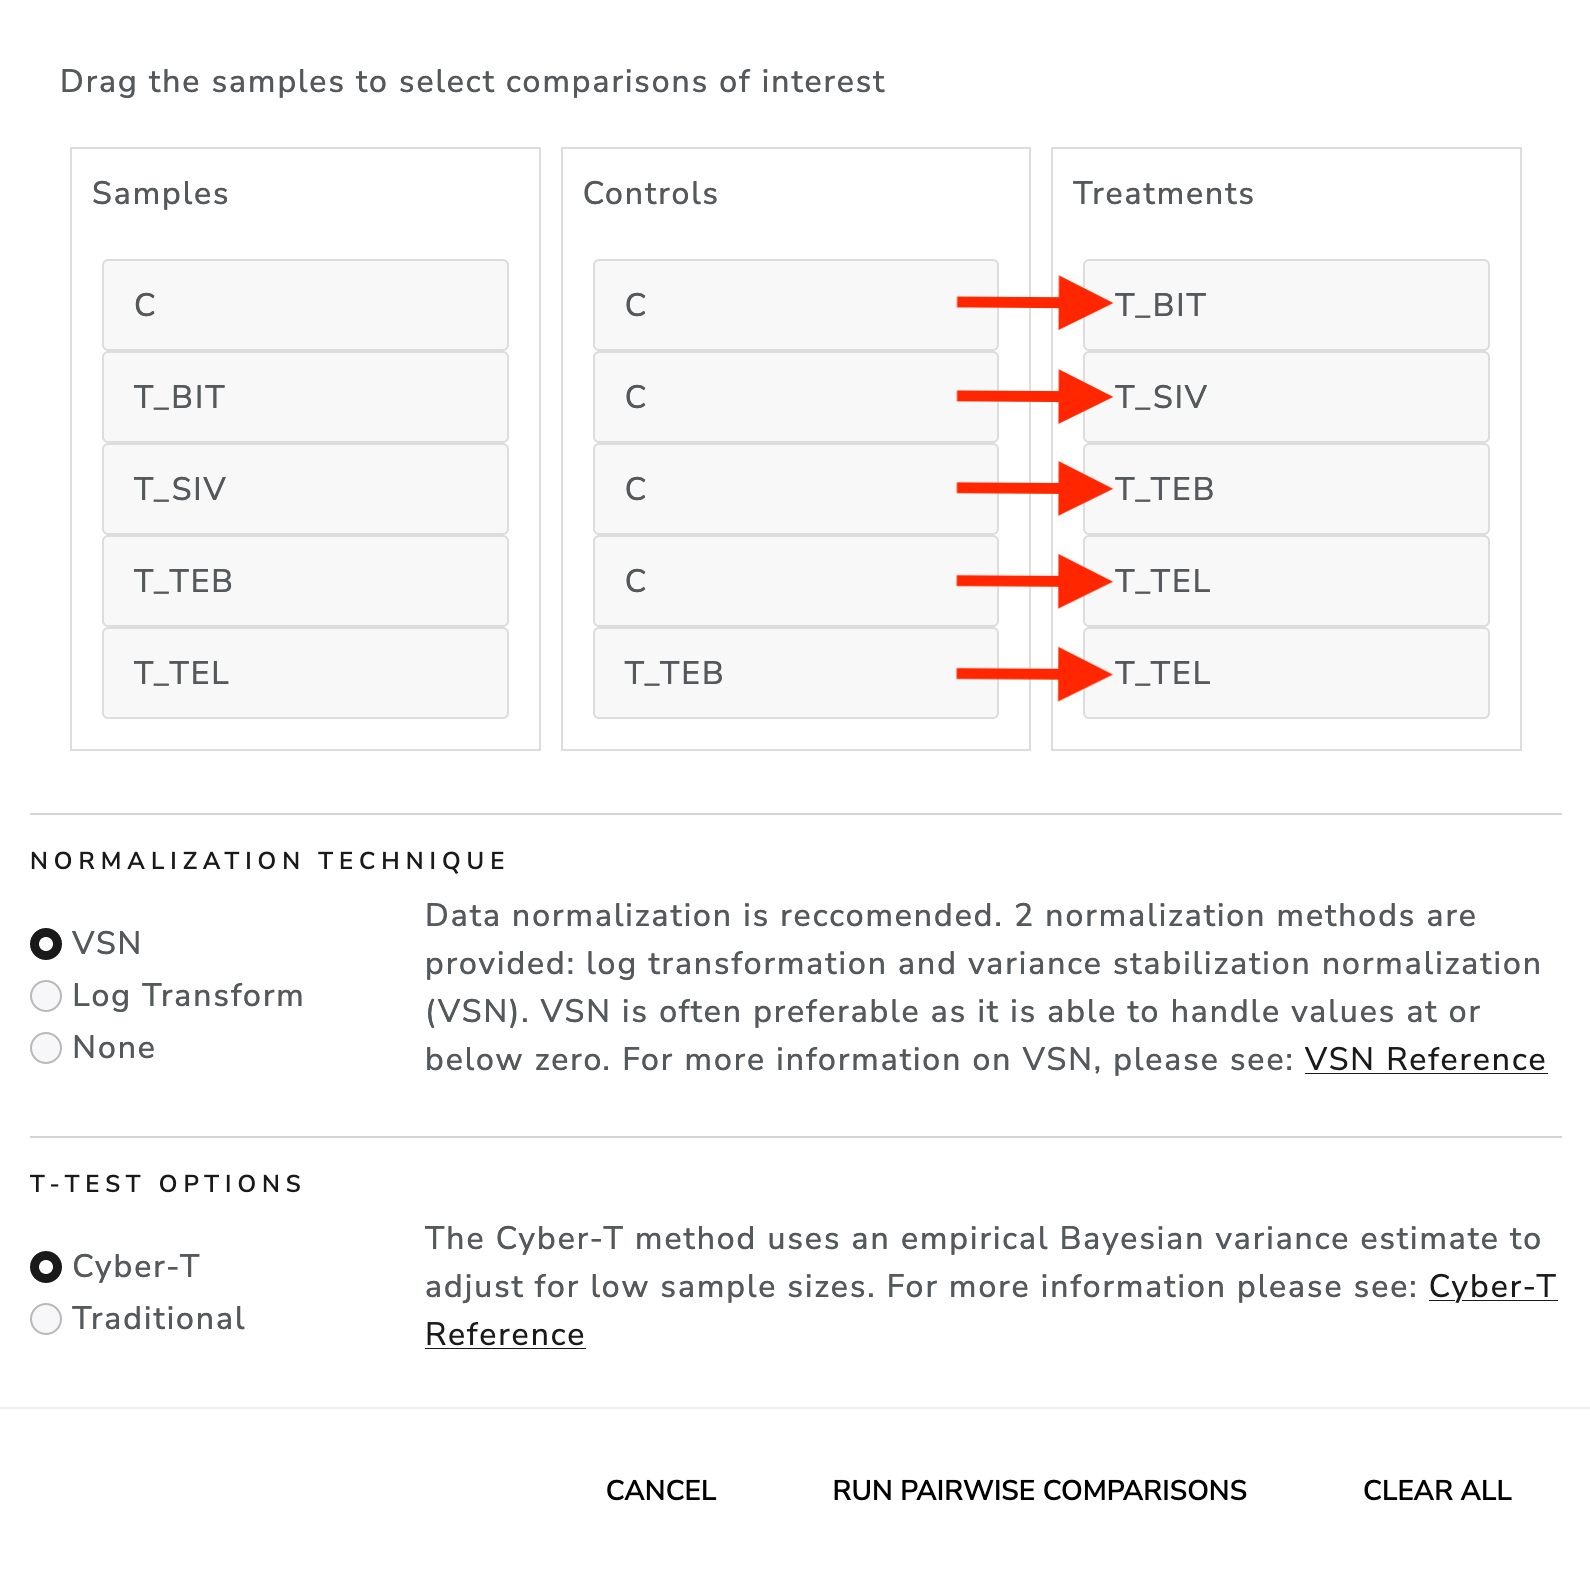 Drag the samples to select comparisons of interest
Samples
C
T_BIT
T_SIV
T_TEB
T_TEL
Controls
C
C
C
C
T_TEB
Treatments
T_BIT
T_SIV
T_TEB
T_TEL
T_TEL
NORMALIZATION TECHNIQUE
VSN
Log Transform
None
Data normalization is reccomended. 2 normalization methods are
provided: log transformation and variance stabilization normalization
(VSN). VSN is often preferable as it is able to handle values at or
below zero. For more information on VSN, please see: VSN Reference
T-TEST OPTIONS
Cyber-T
Traditional
The Cyber-T method uses an empirical Bayesian variance estimate to
adjust for low sample sizes. For more information please see: Cyber-T
Reference
CANCEL
RUN PAIRWISE COMPARISONS
CLEAR ALL